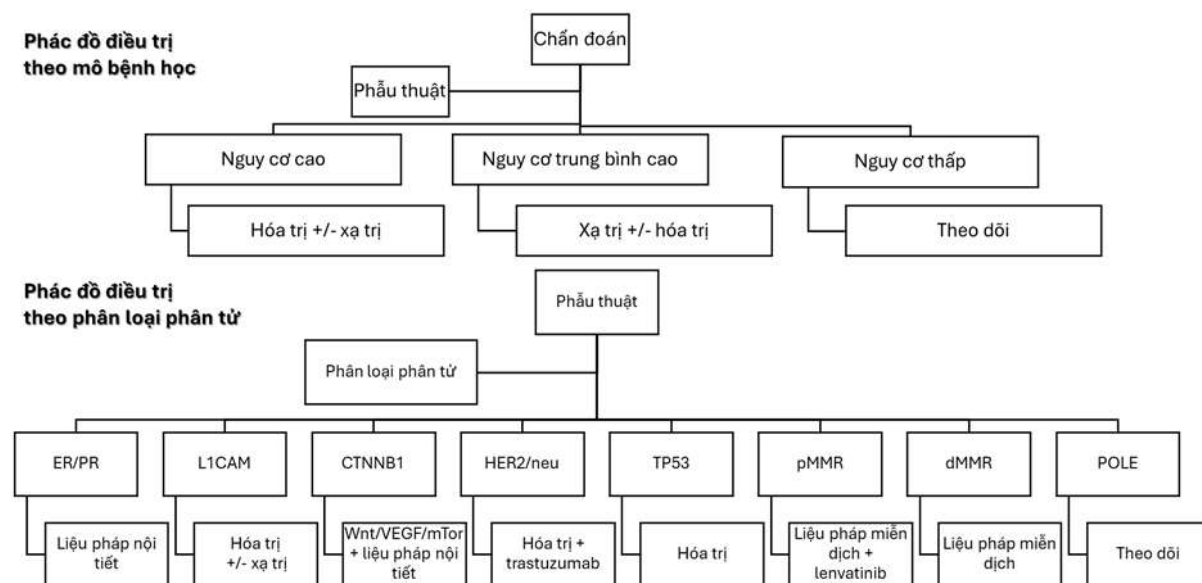 Phác đồ điều trị
theo mô bệnh học
Chẩn đoán
Phẫu thuật
Nguy cơ cao
Nguy cơ trung bình cao
Nguy cơ thấp
Hóa trị +/- xạ trị
Xạ trị +/- hóa trị
Theo dõi
Phác đồ điều trị
theo phân loại phân tử
Phẫu thuật
Phân loại phân tử
ER/PR
L1CAM
CTNNB1
HER2/neu
TP53
pMMR
dMMR
POLE
Liệu pháp nội
tiết
Hóa trị
+/- xạ trị
Wnt/VEGF/mTor
+ liệu pháp nội
tiết
Hóa trị +
trastuzumab
Hóa trị
Liệu pháp miễn
dịch +
lenvatinib
Liệu pháp miễn
dịch
Theo dõi